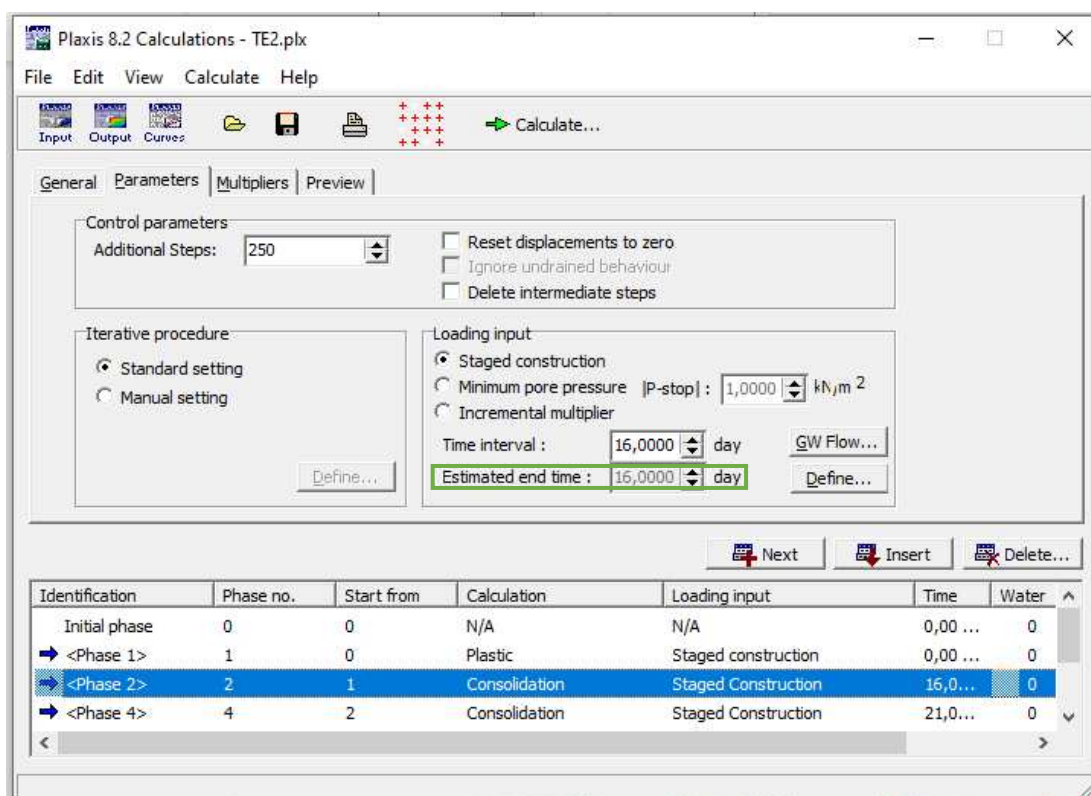 Plaxis 8.2 Calculations - TE2.plx
File Edit View Calculate Help
Input Output Curves Calculate...
General Parameters Multipliers Preview
Control parameters
Additional Steps: 250
Reset displacements to zero
Ignore undrained behaviour
Delete intermediate steps
Iterative procedure
Standard setting
Manual setting
Define...
Loading input
Staged construction
Minimum pore pressure |P-stop| : 1,0000 kN/m 2
Incremental multiplier
Time interval : 16,0000 day GW Flow...
Estimated end time : 16,0000 day Define...
Next Insert Delete...
Identification Phase no. Start from Calculation Loading input Time Water
Initial phase 0 0 N/A N/A 0,00 ... 0
<Phase 1> 1 0 Plastic Staged construction 0,00 ... 0
<Phase 2> 2 1 Consolidation Staged Construction 16,0... 0
<Phase 4> 4 2 Consolidation Staged Construction 21,0... 0